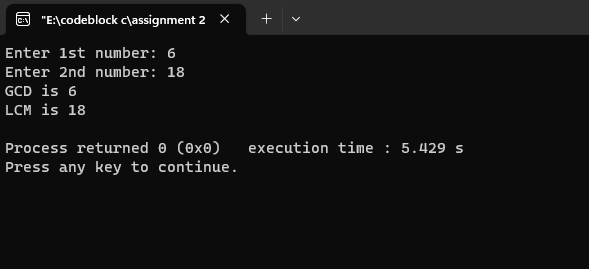 "E:\codeblock c\assignment 2
Enter 1st number: 6
Enter 2nd number: 18
GCD is 6
LCM is 18
Process returned 0 (0x0)   execution time : 5.429 s
Press any key to continue.